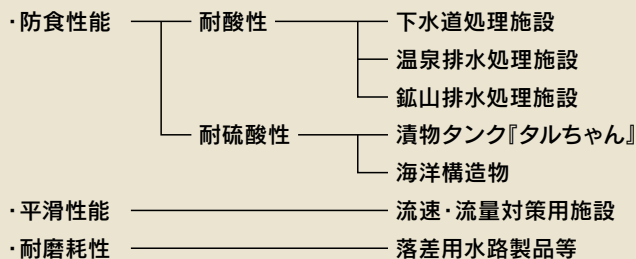 ・防食性能 耐酸性 下水道処理施設
温泉排水処理施設
鉱山排水処理施設
耐硫酸性 漬物タンク『タルちゃん』
海洋構造物
・平滑性能 流速・流量対策用施設
・耐磨耗性 落差用水路製品等